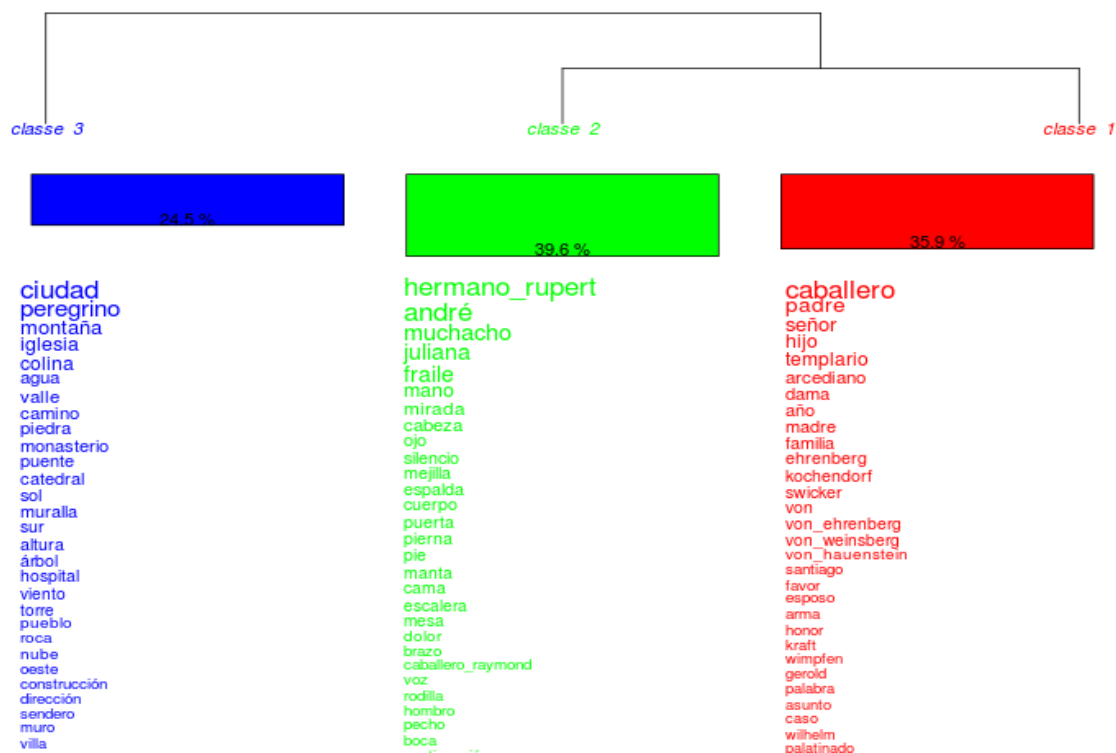 classe 3
classe 2
classe 1
24.5 %
39.6 %
35.9 %
ciudad
peregrino
montaña
iglesia
colina
agua
valle
camino
piedra
monasterio
puente
catedral
sol
muralla
sur
altura
árbol
hospital
viento
torre
pueblo
roca
nube
oeste
construcción
dirección
sendero
muro
villa
hermano_rupert
andré
muchacho
juliana
fraile
mano
mirada
cabeza
ojo
silencio
mejilla
espalda
cuerpo
puerta
pierna
pie
manta
cama
escalera
mesa
dolor
brazo
caballero_raymond
voz
rodilla
hombro
pecho
boca
caballero
padre
señor
hijo
templario
arcediano
dama
año
madre
familia
ehrenberg
kochendorf
swicker
von
von_ehrenberg
von_weinsberg
von_hauenstein
santiago
favor
esposo
arma
honor
kraft
wimpfen
gerold
palabra
asunto
caso
wilhelm
palatinado